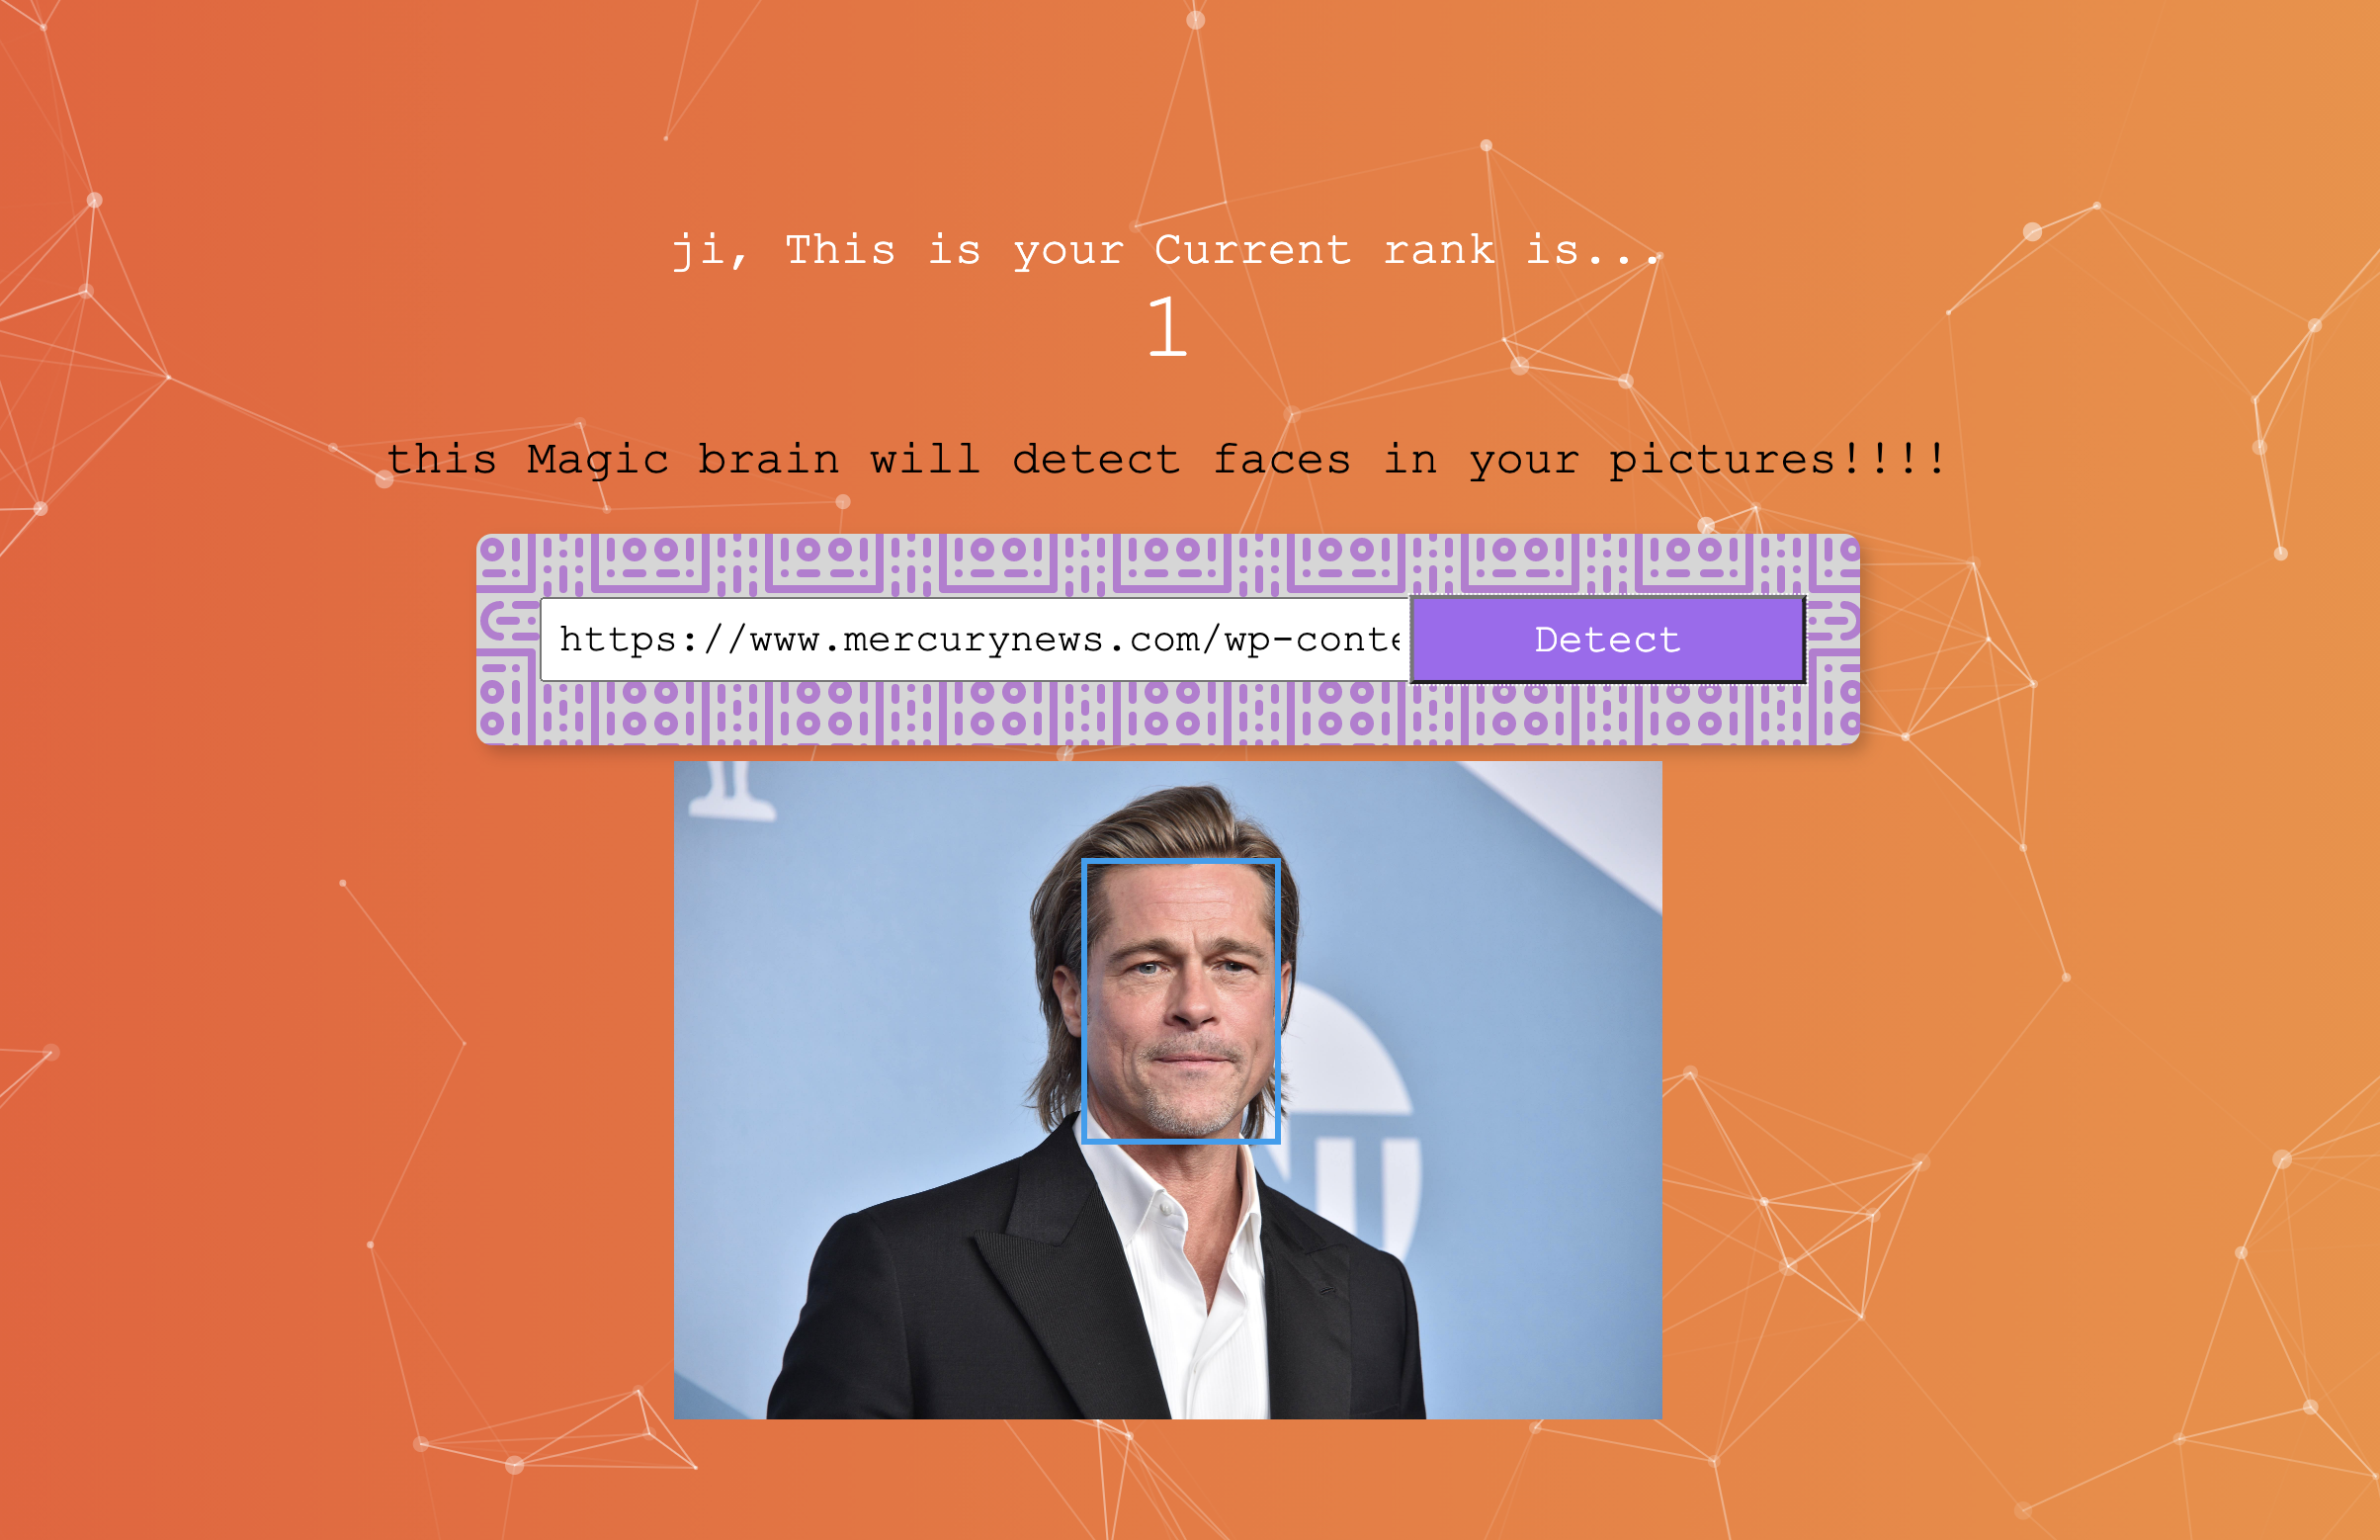 ji, This is your Current rank is...
1
this Magic brain will detect faces in your pictures!!!!
https://www.mercurynews.com/wp-conte
Detect